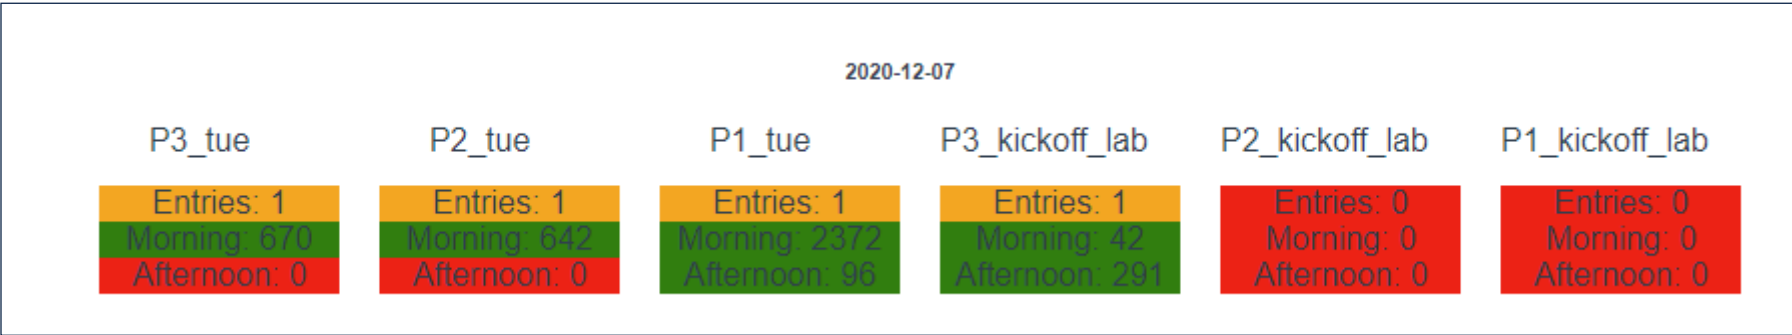 2020-12-07
P3_tue P2_tue P1_tue P3_kickoff_lab P2_kickoff_lab P1_kickoff_lab
Entries: 1 Entries: 1 Entries: 1 Entries: 1 Entries: 0 Entries: 0
Morning: 670 Morning: 642 Morning: 2372 Morning: 42 Morning: 0 Morning: 0
Afternoon: 0 Afternoon: 0 Afternoon: 96 Afternoon: 291 Afternoon: 0 Afternoon: 0